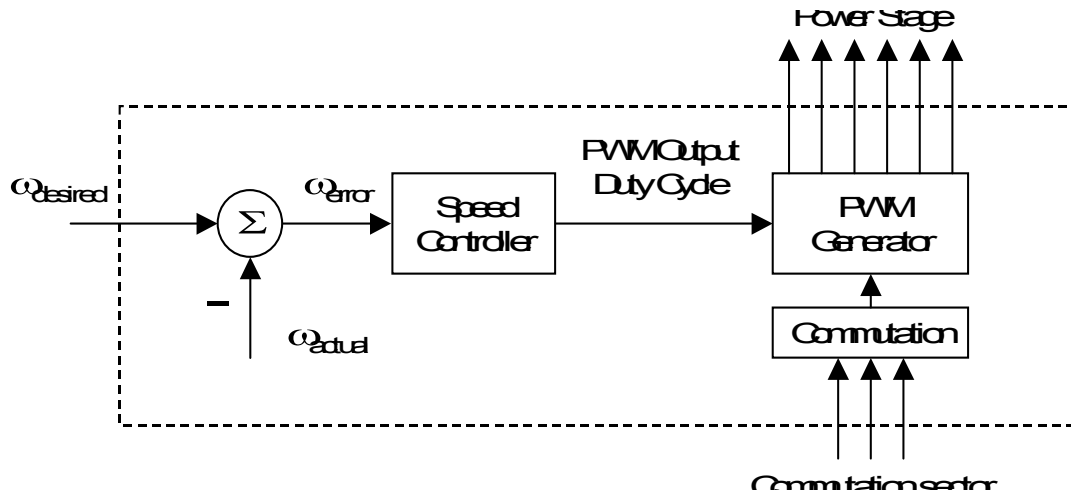 Power Stage
PWM Output
Duty Cycle
ωdesired
ωerror
Σ
Speed
Controller
PWM
Generator
−
ωactual
Commutation
Commutation sector